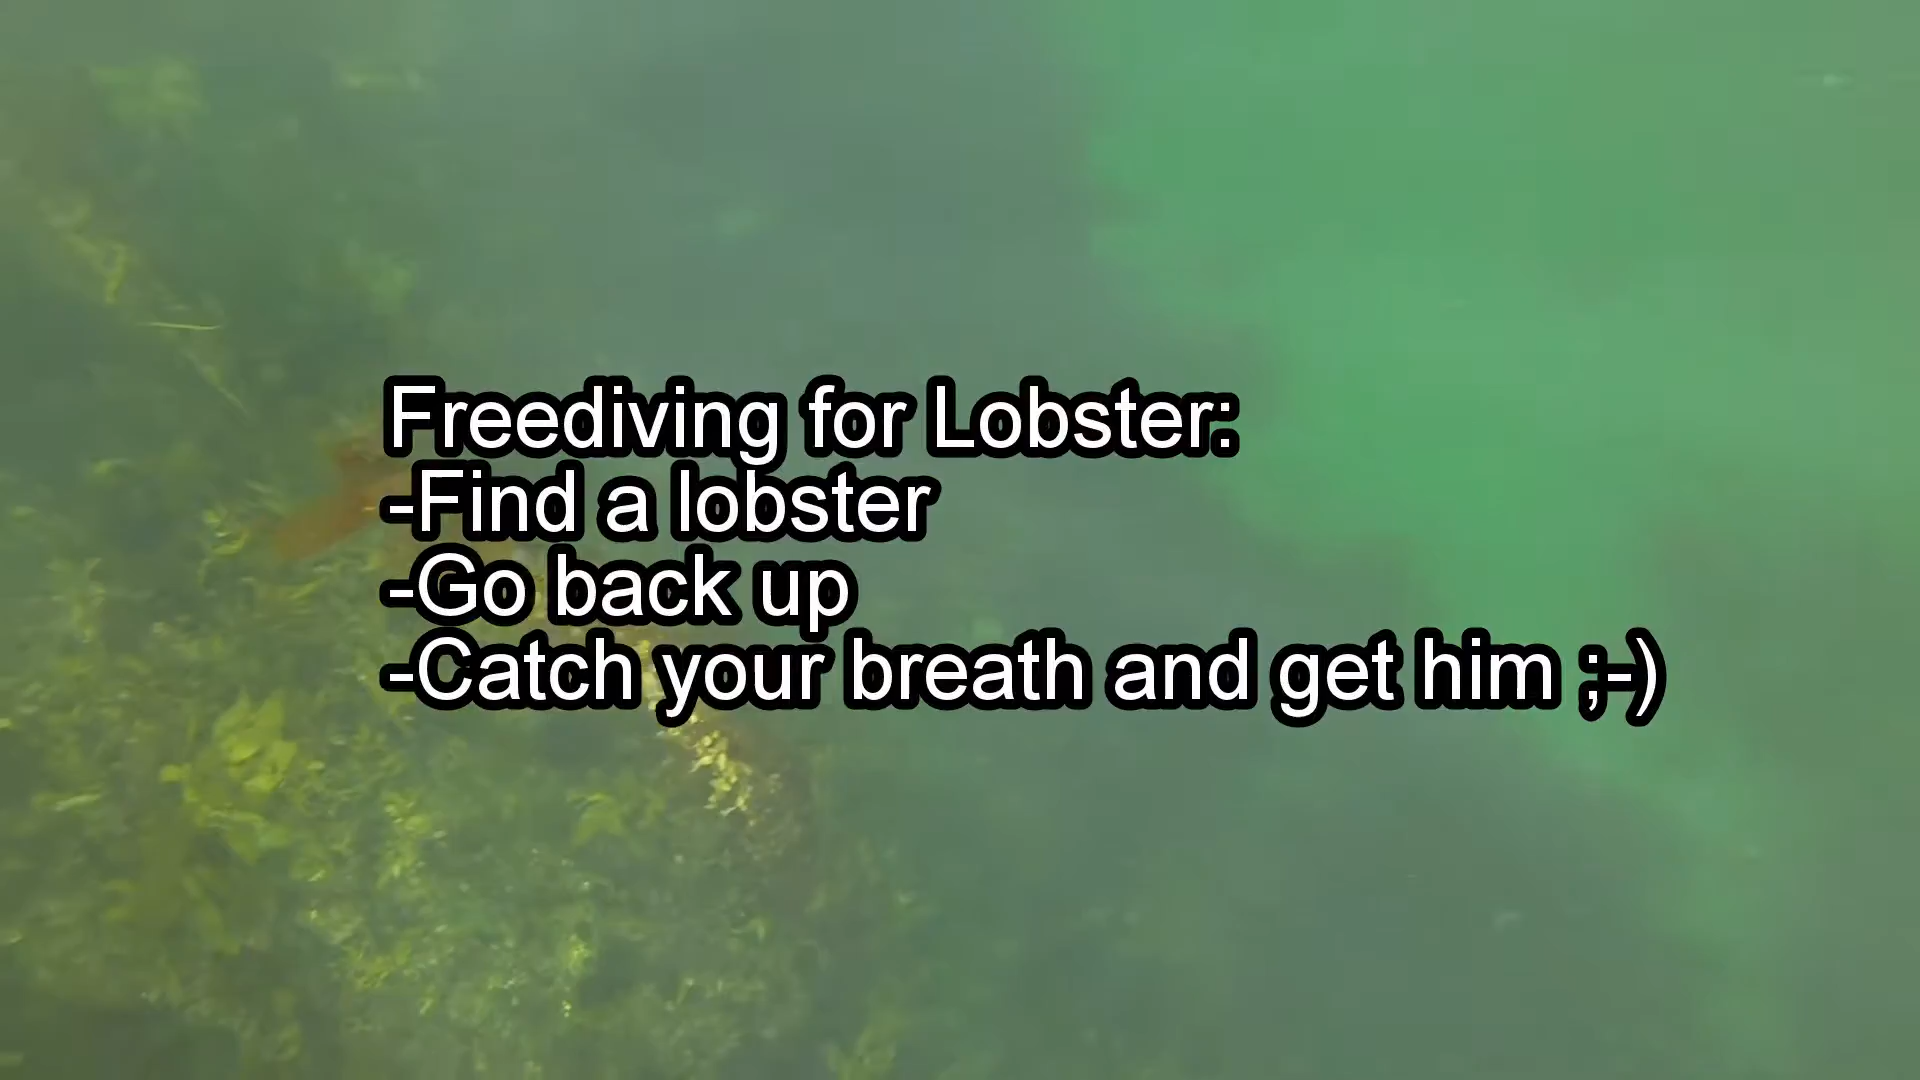 Freediving for Lobster:
-Find a lobster
-Go back up
-Catch your breath and get him ;-)